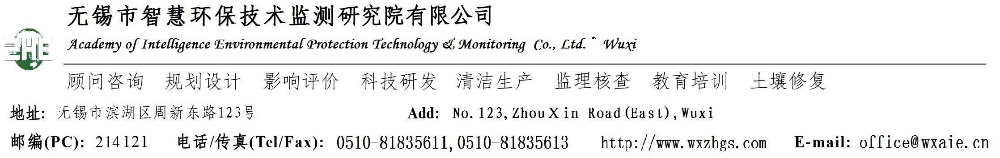 无锡市智慧环保技术监测研究院有限公司
Academy of Intelligence Environmental Protection Technology & Monitoring Co., Ltd.^ Wuxi
ZHB
顾问咨询 规划设计 影响评价 科技研发 清洁生产 监理核查 教育培训 土壤修复
地址: 无锡市滨湖区周新东路123号 Add: No.123,ZhouXin Road(East),Wuxi
邮编(PC): 214121 电话/传真(Tel/Fax): 0510-81835611,0510-81835613 http://www.wxzhgs.com E-mail: office@wxaie.cn